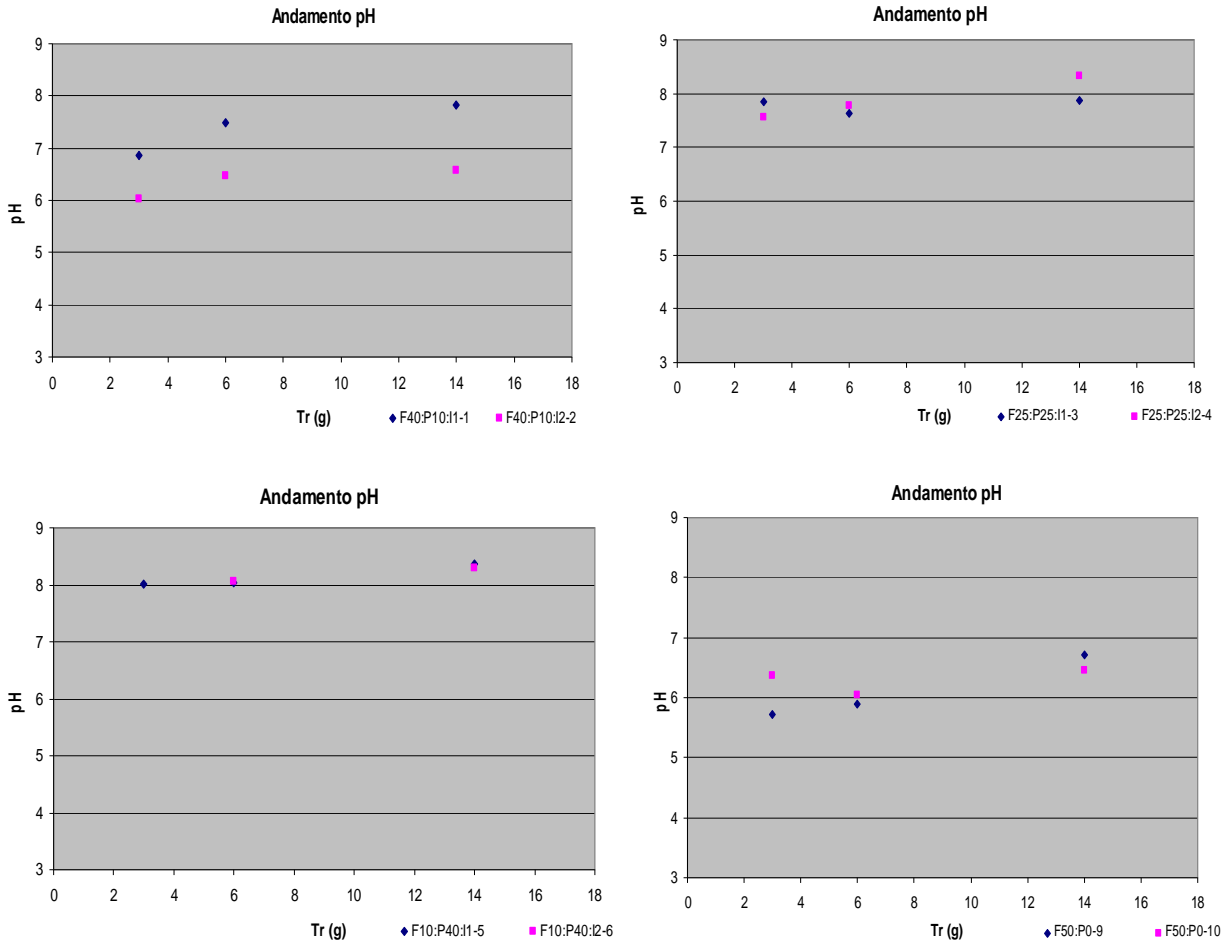 Andamento pH
9
8
7
6
5
4
3
pH
0 2 4 6 8 10 12 14 16 18
Tr (g) F40:P10:I1-1 F40:P10:I2-2
Andamento pH
9
8
7
6
5
4
3
pH
0 2 4 6 8 10 12 14 16 18
Tr (g) F25:P25:I1-3 F25:P25:I2-4
Andamento pH
9
8
7
6
5
4
3
pH
0 2 4 6 8 10 12 14 16 18
Tr (g) F10:P40:I1-5 F10:P40:I2-6
Andamento pH
9
8
7
6
5
4
3
pH
0 2 4 6 8 10 12 14 16 18
Tr (g) F50:P0-9 F50:P0-10